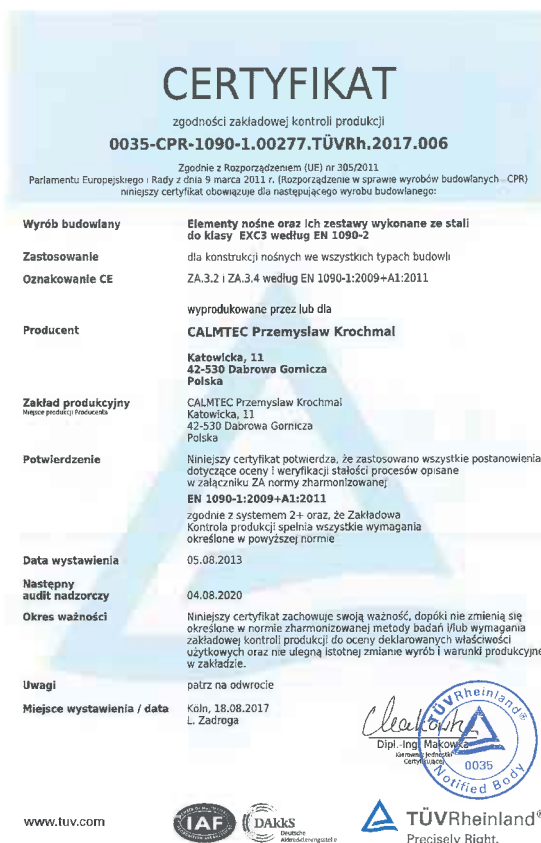 CERTYFIKAT
zgodności zakładowej kontroli produkcji
0035-CPR-1090-1.00277.TÜVRh.2017.006
Zgodnie z Rozporządzeniem (UE) nr 305/2011
Parlamentu Europejskiego i Rady z dnia 9 marca 2011 r. (Rozporządzenie w sprawie wyrobów budowlanych - CPR)
niniejszy certyfikat obowiązuje dla następującego wyrobu budowlanego:
Wyrób budowlany Elementy nośne oraz ich zestawy wykonane ze stali
do klasy EXC3 według EN 1090-2
Zastosowanie dla konstrukcji nośnych we wszystkich typach budowli
Oznakowanie CE ZA.3.2 i ZA.3.4 według EN 1090-1:2009+A1:2011
wyprodukowane przez lub dla
Producent CALMTEC Przemyslaw Krochmal
Katowicka, 11
42-530 Dabrowa Gornicza
Polska
Zakład produkcyjny CALMTEC Przemyslaw Krochmal
Miejsce produkcji Producenta Katowicka, 11
42-530 Dabrowa Gornicza
Polska
Potwierdzenie Niniejszy certyfikat potwierdza, że zastosowano wszystkie postanowienia
dotyczące oceny i weryfikacji stałości procesów opisane
w załączniku ZA normy zharmonizowanej
EN 1090-1:2009+A1:2011
zgodnie z systemem 2+ oraz, że Zakładowa
Kontrola produkcji spełnia wszystkie wymagania
określone w powyższej normie
Data wystawienia 05.08.2013
Następny
audit nadzorczy 04.08.2020
Okres ważności Niniejszy certyfikat zachowuje swoją ważność, dopóki nie zmienią się
określone w normie zharmonizowanej metody badań i/lub wymagania
zakładowej kontroli produkcji do oceny deklarowanych właściwości
użytkowych oraz nie ulegną istotnej zmianie wyrób i warunki produkcyjne
w zakładzie.
Uwagi patrz na odwrocie
Miejsce wystawienia / data Köln, 18.08.2017
L. Zadroga
Dipl.-Ing. Makowka
Kierownik Jednostki
Certyfikującej
TÜVRheinland®
0035
Notified Body
www.tuv.com
IAF
DAkkS
Deutsche
Akkreditierungsstelle
TÜVRheinland®
Precisely Right.